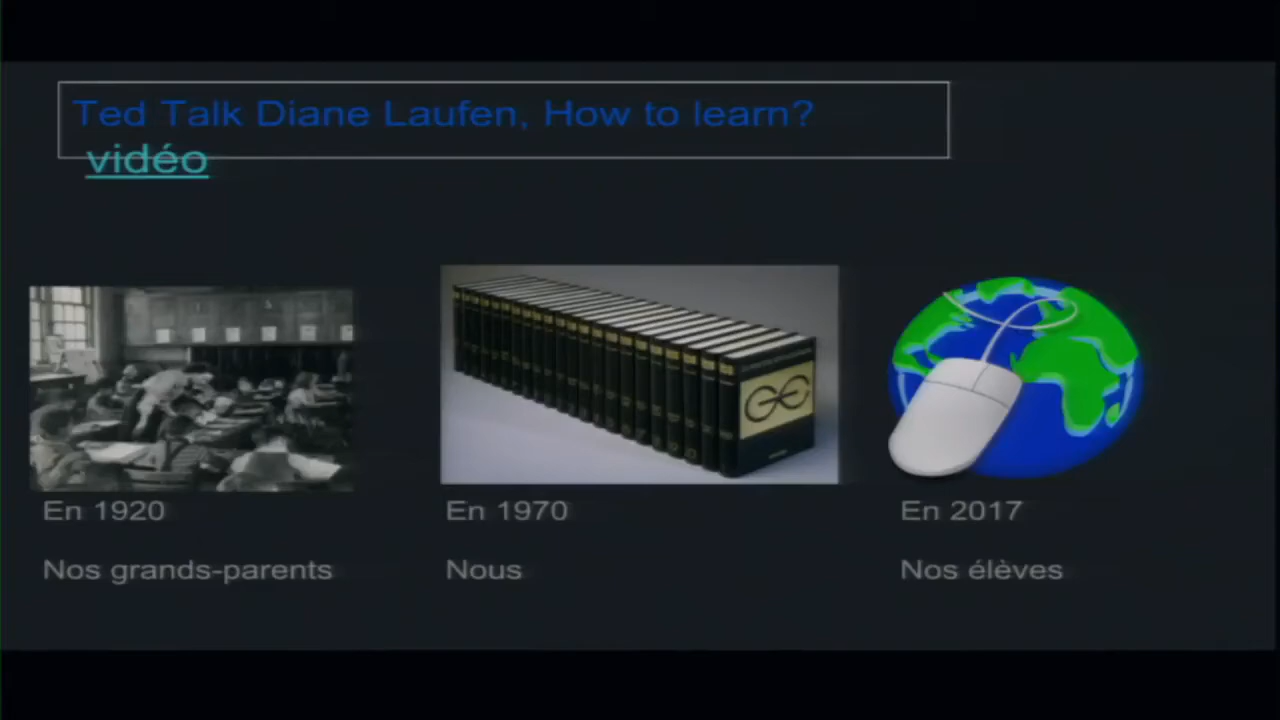 Ted Talk Diane Laufen, How to learn?
vidéo
GE
En 1920
En 1970
En 2017
Nos grands-parents
Nous
Nos élèves